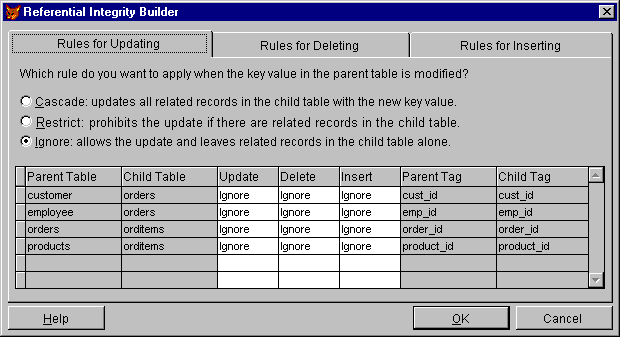 Referential Integrity Builder
Rules for Updating Rules for Deleting Rules for Inserting
Which rule do you want to apply when the key value in the parent table is modified?
Cascade: updates all related records in the child table with the new key value.
Restrict: prohibits the update if there are related records in the child table.
Ignore: allows the update and leaves related records in the child table alone.
Parent Table Child Table Update Delete Insert Parent Tag Child Tag
customer orders Ignore Ignore Ignore cust_id cust_id
employee orders Ignore Ignore Ignore emp_id emp_id
orders orditems Ignore Ignore Ignore order_id order_id
products orditems Ignore Ignore Ignore product_id product_id
Help OK Cancel